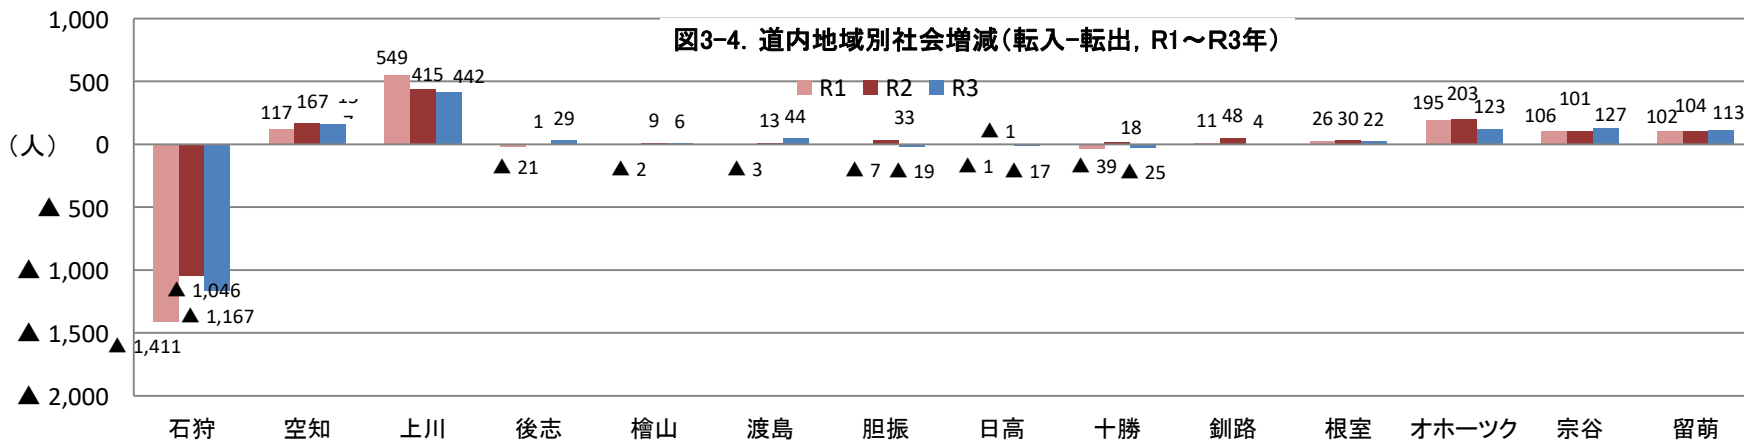 図3-4. 道内地域別社会増減(転入-転出, R1～R3年)
R1 R2 R3
(人)
1,000
500
0
▲ 500
▲ 1,000
▲ 1,500
▲ 2,000
▲ 1,411
▲ 1,046
▲ 1,167
117 167
549 415 442
▲ 21 1 29
▲ 2 9 6
▲ 3 13 44
▲ 7 33 ▲ 19
▲ 1 ▲ 1 ▲ 17
▲ 39 18 ▲ 25
11 48 4
26 30 22
195 203 123
106 101 127
102 104 113
石狩 空知 上川 後志 檜山 渡島 胆振 日高 十勝 釧路 根室 オホーツク 宗谷 留萌